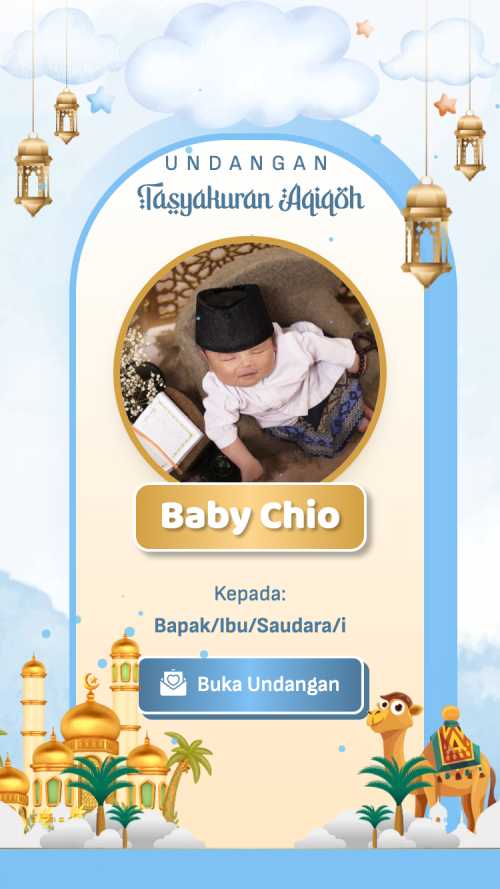 UNDANGAN
Tasyakuran Aqiqoh
Baby Chio
Kepada:
Bapak/Ibu/Saudara/i
Buka Undangan